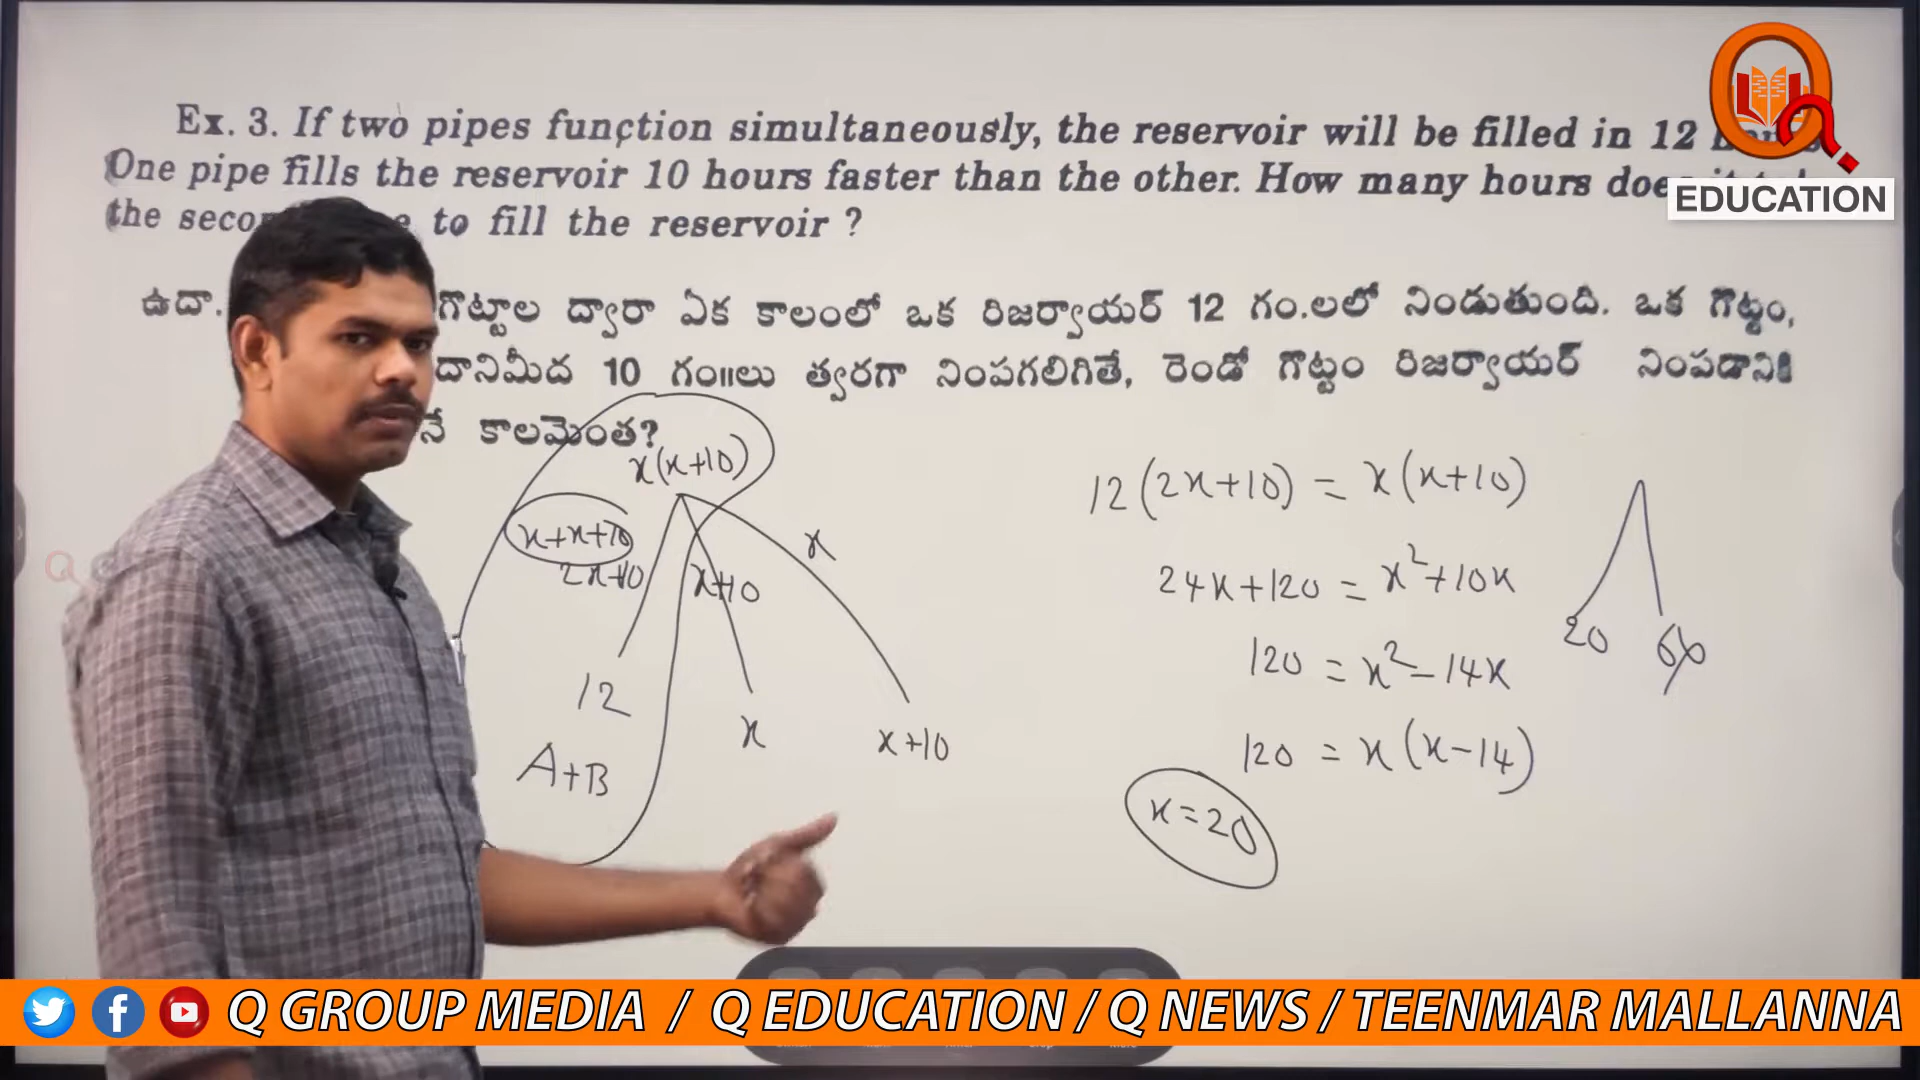 Ex. 3. If two pipes function simultaneously, the reservoir will be filled in 12
One pipe fills the reservoir 10 hours faster than the other. How many hours does
the to fill the reservoir ?
ఉదా. గొట్టాల ద్వారా ఏక కాలంలో ఒక రిజర్వాయర్ 12 గం.లలో నిండుతుంది. ఒక గొట్టం,
దానిమీద 10 గం॥లు త్వరగా నింపగలిగితే, రెండో గొట్టం రిజర్వాయర్ నింపడానికి
కాలమెంత?
x(x+10)
x+x+10
2x+10
x+10
x
12
x
x+10
A+B
12(2x+10) = x(x+10)
24x+120 = x²+10x
120 = x²-14x
120 = x(x-14)
x=20
20
EDUCATION
Q GROUP MEDIA / Q EDUCATION / Q NEWS / TEENMAR MALLANNA